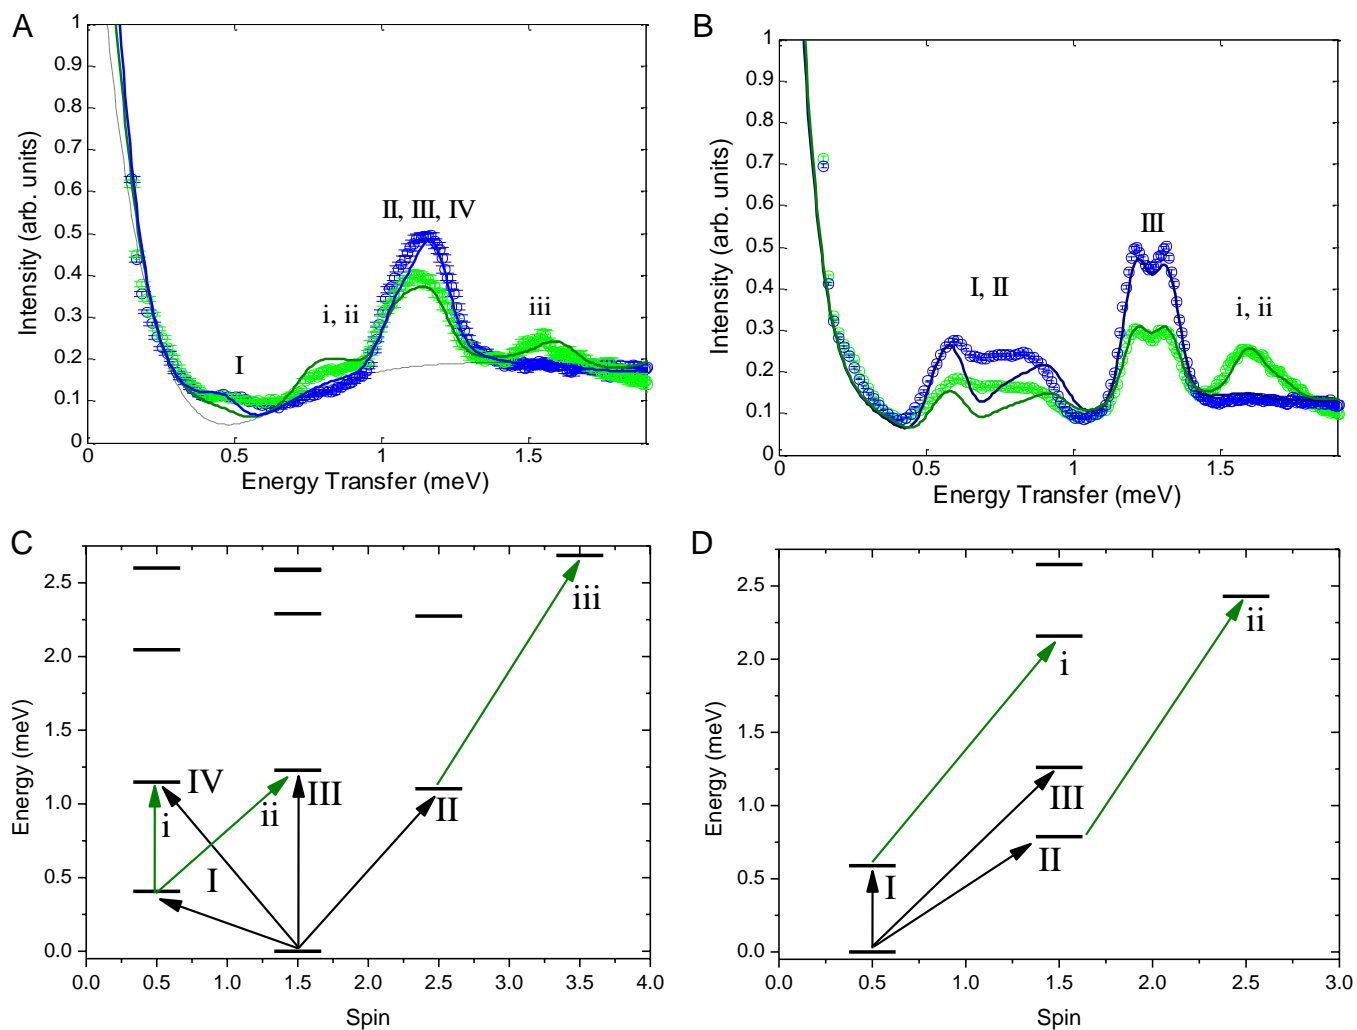 A
Intensity (arb. units)
1
0.9
0.8
0.7
0.6
0.5
0.4
0.3
0.2
0.1
0
I
i, ii
II, III, IV
iii
0
0.5
1
1.5
Energy Transfer (meV)
B
Intensity (arb. units)
1
0.9
0.8
0.7
0.6
0.5
0.4
0.3
0.2
0.1
0
I, II
III
i, ii
0
0.5
1
1.5
Energy Transfer (meV)
C
Energy (meV)
2.5
2.0
1.5
1.0
0.5
0.0
iii
IV
III
II
i
ii
I
0.0
0.5
1.0
1.5
2.0
2.5
3.0
3.5
4.0
Spin
D
Energy (meV)
2.5
2.0
1.5
1.0
0.5
0.0
ii
i
III
II
I
0.0
0.5
1.0
1.5
2.0
2.5
3.0
Spin